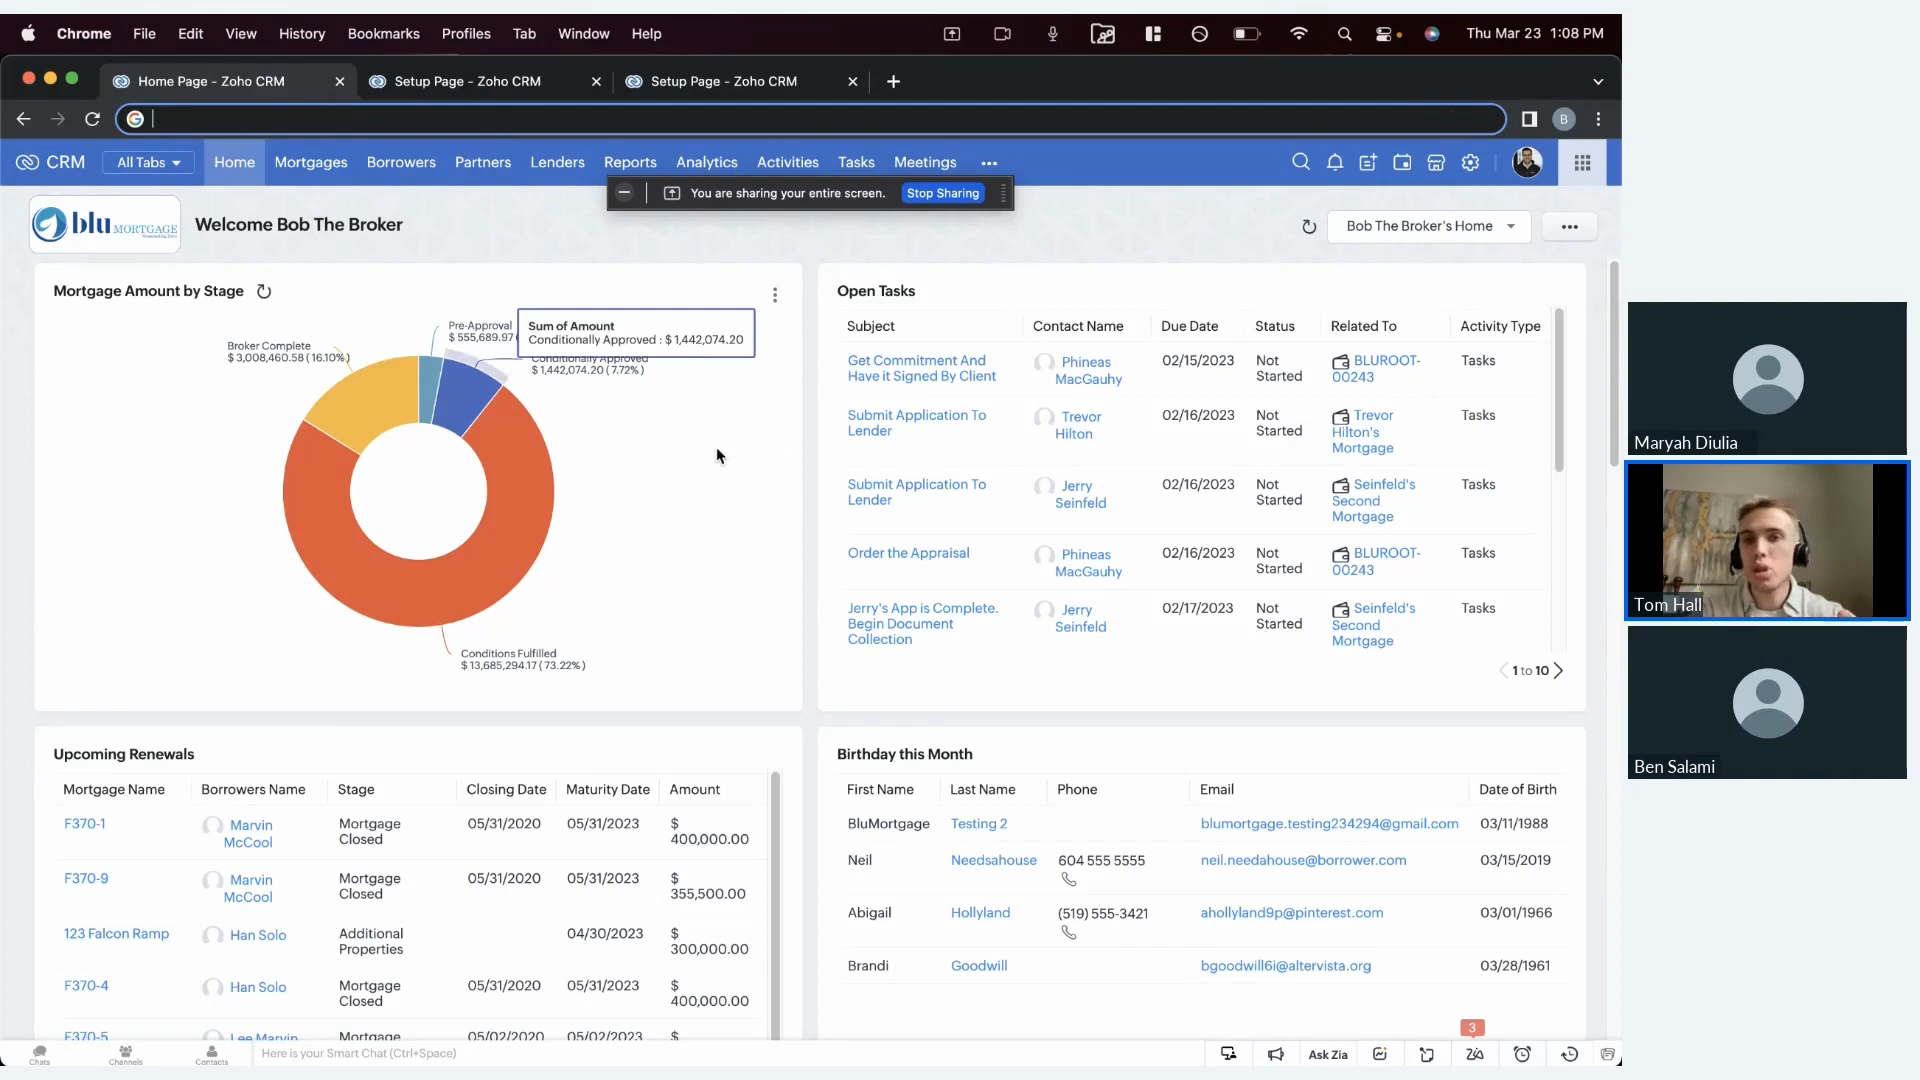 Chrome File Edit View History Bookmarks Profiles Tab Window Help
Thu Mar 23 1:08 PM
Home Page - Zoho CRM
Setup Page - Zoho CRM
Setup Page - Zoho CRM
B
CRM All Tabs Home Mortgages Borrowers Partners Lenders Reports Analytics Activities Tasks Meetings
You are sharing your entire screen. Stop Sharing
blu MORTGAGE
Welcome Bob The Broker
Bob The Broker's Home
Mortgage Amount by Stage
Pre-Approval
$ 555,689.97
Sum of Amount
Conditionally Approved : $ 1,442,074.20
Broker Complete
$ 3,008,460.58 ( 16.10% )
Conditionally Approved
$ 1,442,074.20 ( 7.72% )
Conditions Fulfilled
$ 13,685,294.17 ( 73.22% )
Open Tasks
Subject Contact Name Due Date Status Related To Activity Type
Get Commitment And Have it Signed By Client Phineas MacGauhy 02/15/2023 Not Started BLUROOT-00243 Tasks
Submit Application To Lender Trevor Hilton 02/16/2023 Not Started Trevor Hilton's Mortgage Tasks
Submit Application To Lender Jerry Seinfeld 02/16/2023 Not Started Seinfeld's Second Mortgage Tasks
Order the Appraisal Phineas MacGauhy 02/16/2023 Not Started BLUROOT-00243 Tasks
Jerry's App is Complete. Begin Document Collection Jerry Seinfeld 02/17/2023 Not Started Seinfeld's Second Mortgage Tasks
1 to 10
Upcoming Renewals
Mortgage Name Borrowers Name Stage Closing Date Maturity Date Amount
F370-1 Marvin McCool Mortgage Closed 05/31/2020 05/31/2023 $ 400,000.00
F370-9 Marvin McCool Mortgage Closed 05/31/2020 05/31/2023 $ 355,500.00
123 Falcon Ramp Han Solo Additional Properties 04/30/2023 $ 300,000.00
F370-4 Han Solo Mortgage Closed 05/31/2020 05/31/2023 $ 400,000.00
F370-5 Lee Marvin Mortgage 05/02/2020 05/02/2023 $
Birthday this Month
First Name Last Name Phone Email Date of Birth
BluMortgage Testing 2 blumortgage.testing234294@gmail.com 03/11/1988
Neil Needsahouse 604 555 5555 neil.needahouse@borrower.com 03/15/2019
Abigail Hollyland (519) 555-3421 ahollyland9p@pinterest.com 03/01/1966
Brandi Goodwill bgoodwill6i@altervista.org 03/28/1961
Chats Channels Contacts Here is your Smart Chat (Ctrl+Space)
Ask Zia
3
Maryah Diulia
Tom Hall
Ben Salami